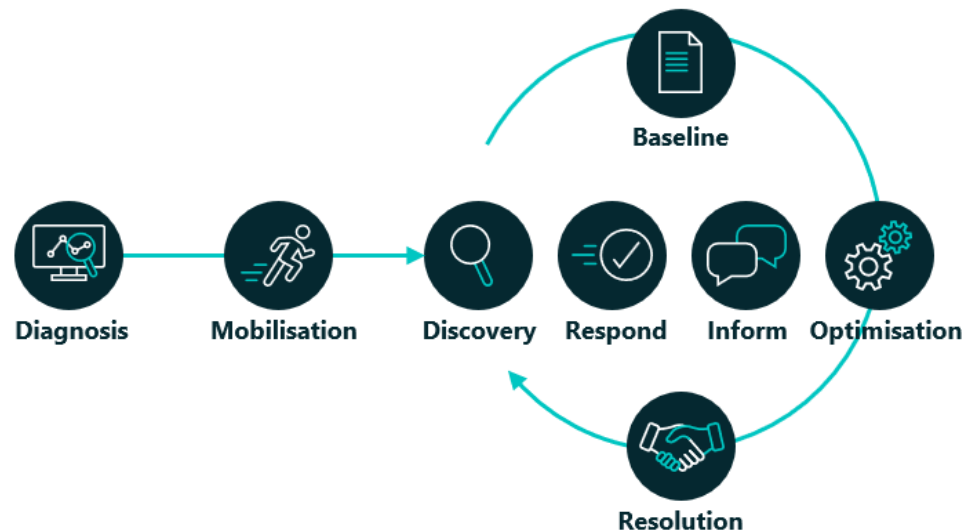 Baseline
Diagnosis
Mobilisation
Discovery
Respond
Inform
Optimisation
Resolution